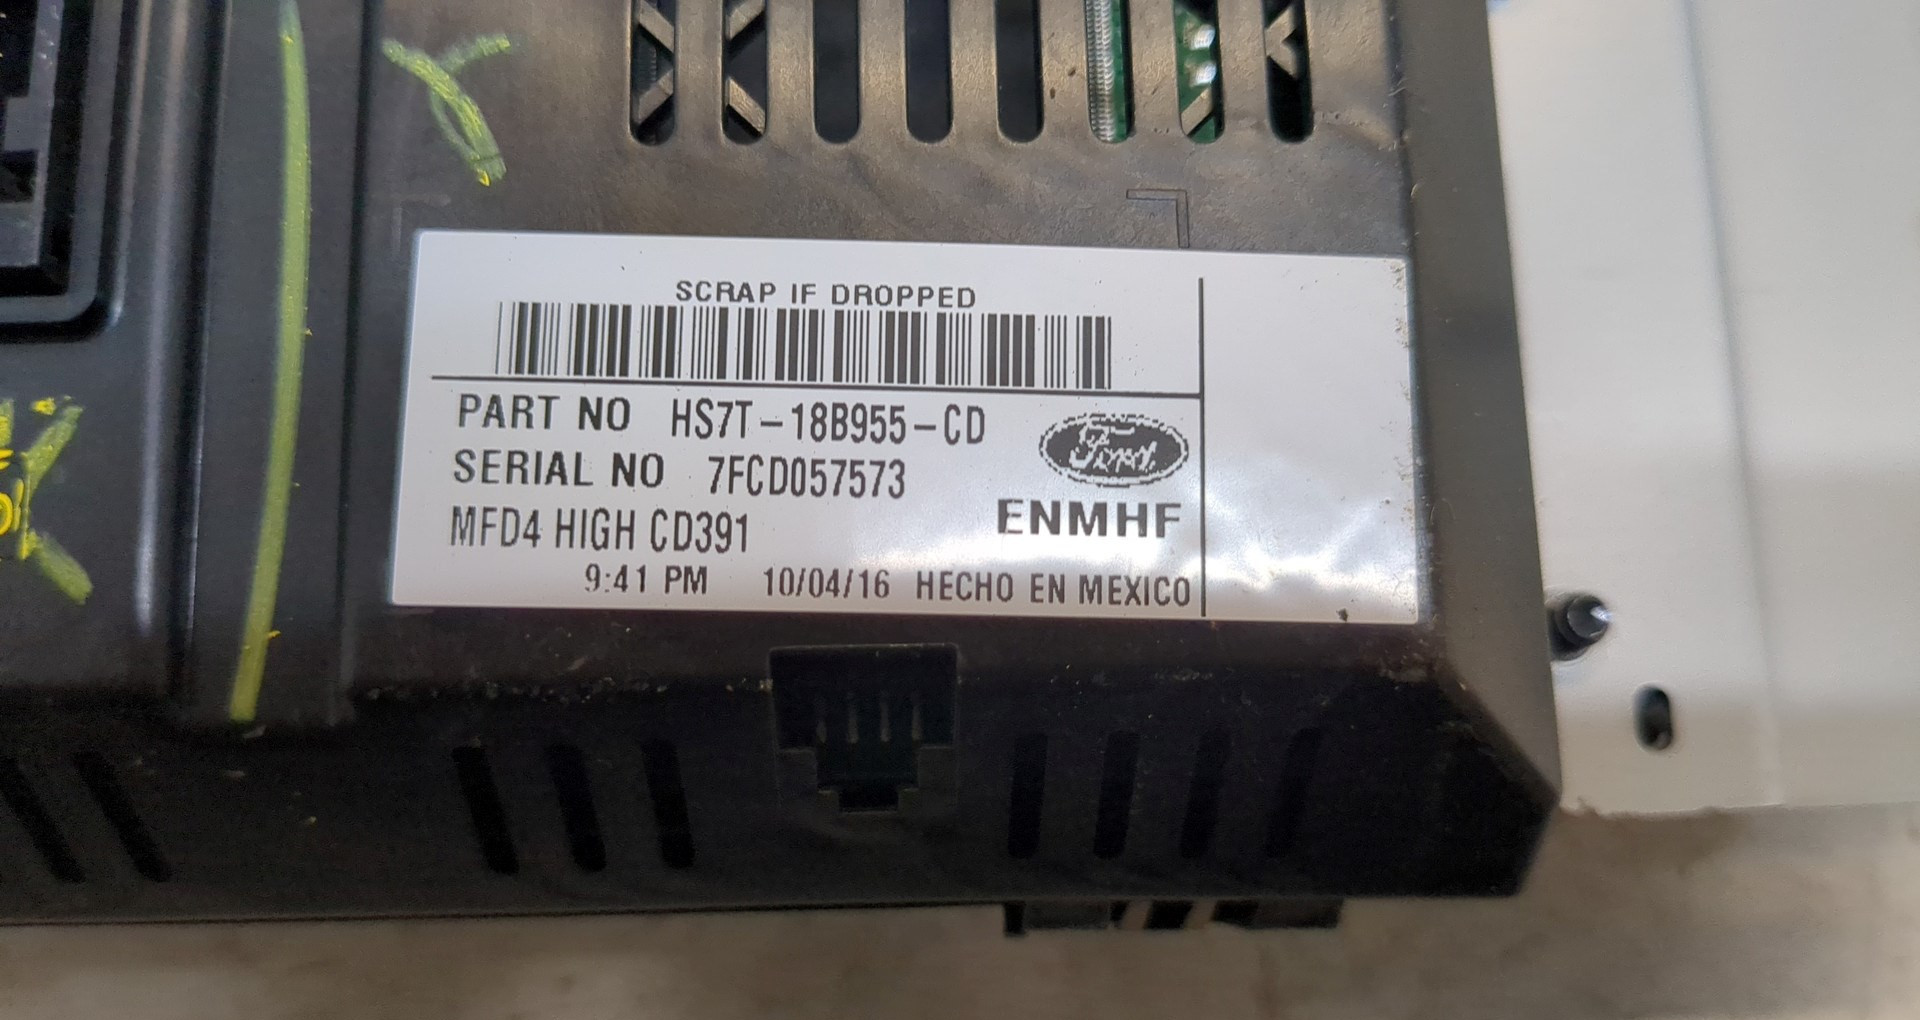 SCRAP IF DROPPED
PART NO HS7T-18B955-CD
SERIAL NO 7FCD057573
Ford
MFD4 HIGH CD391
ENMHF
9:41 PM 10/04/16 HECHO EN MEXICO